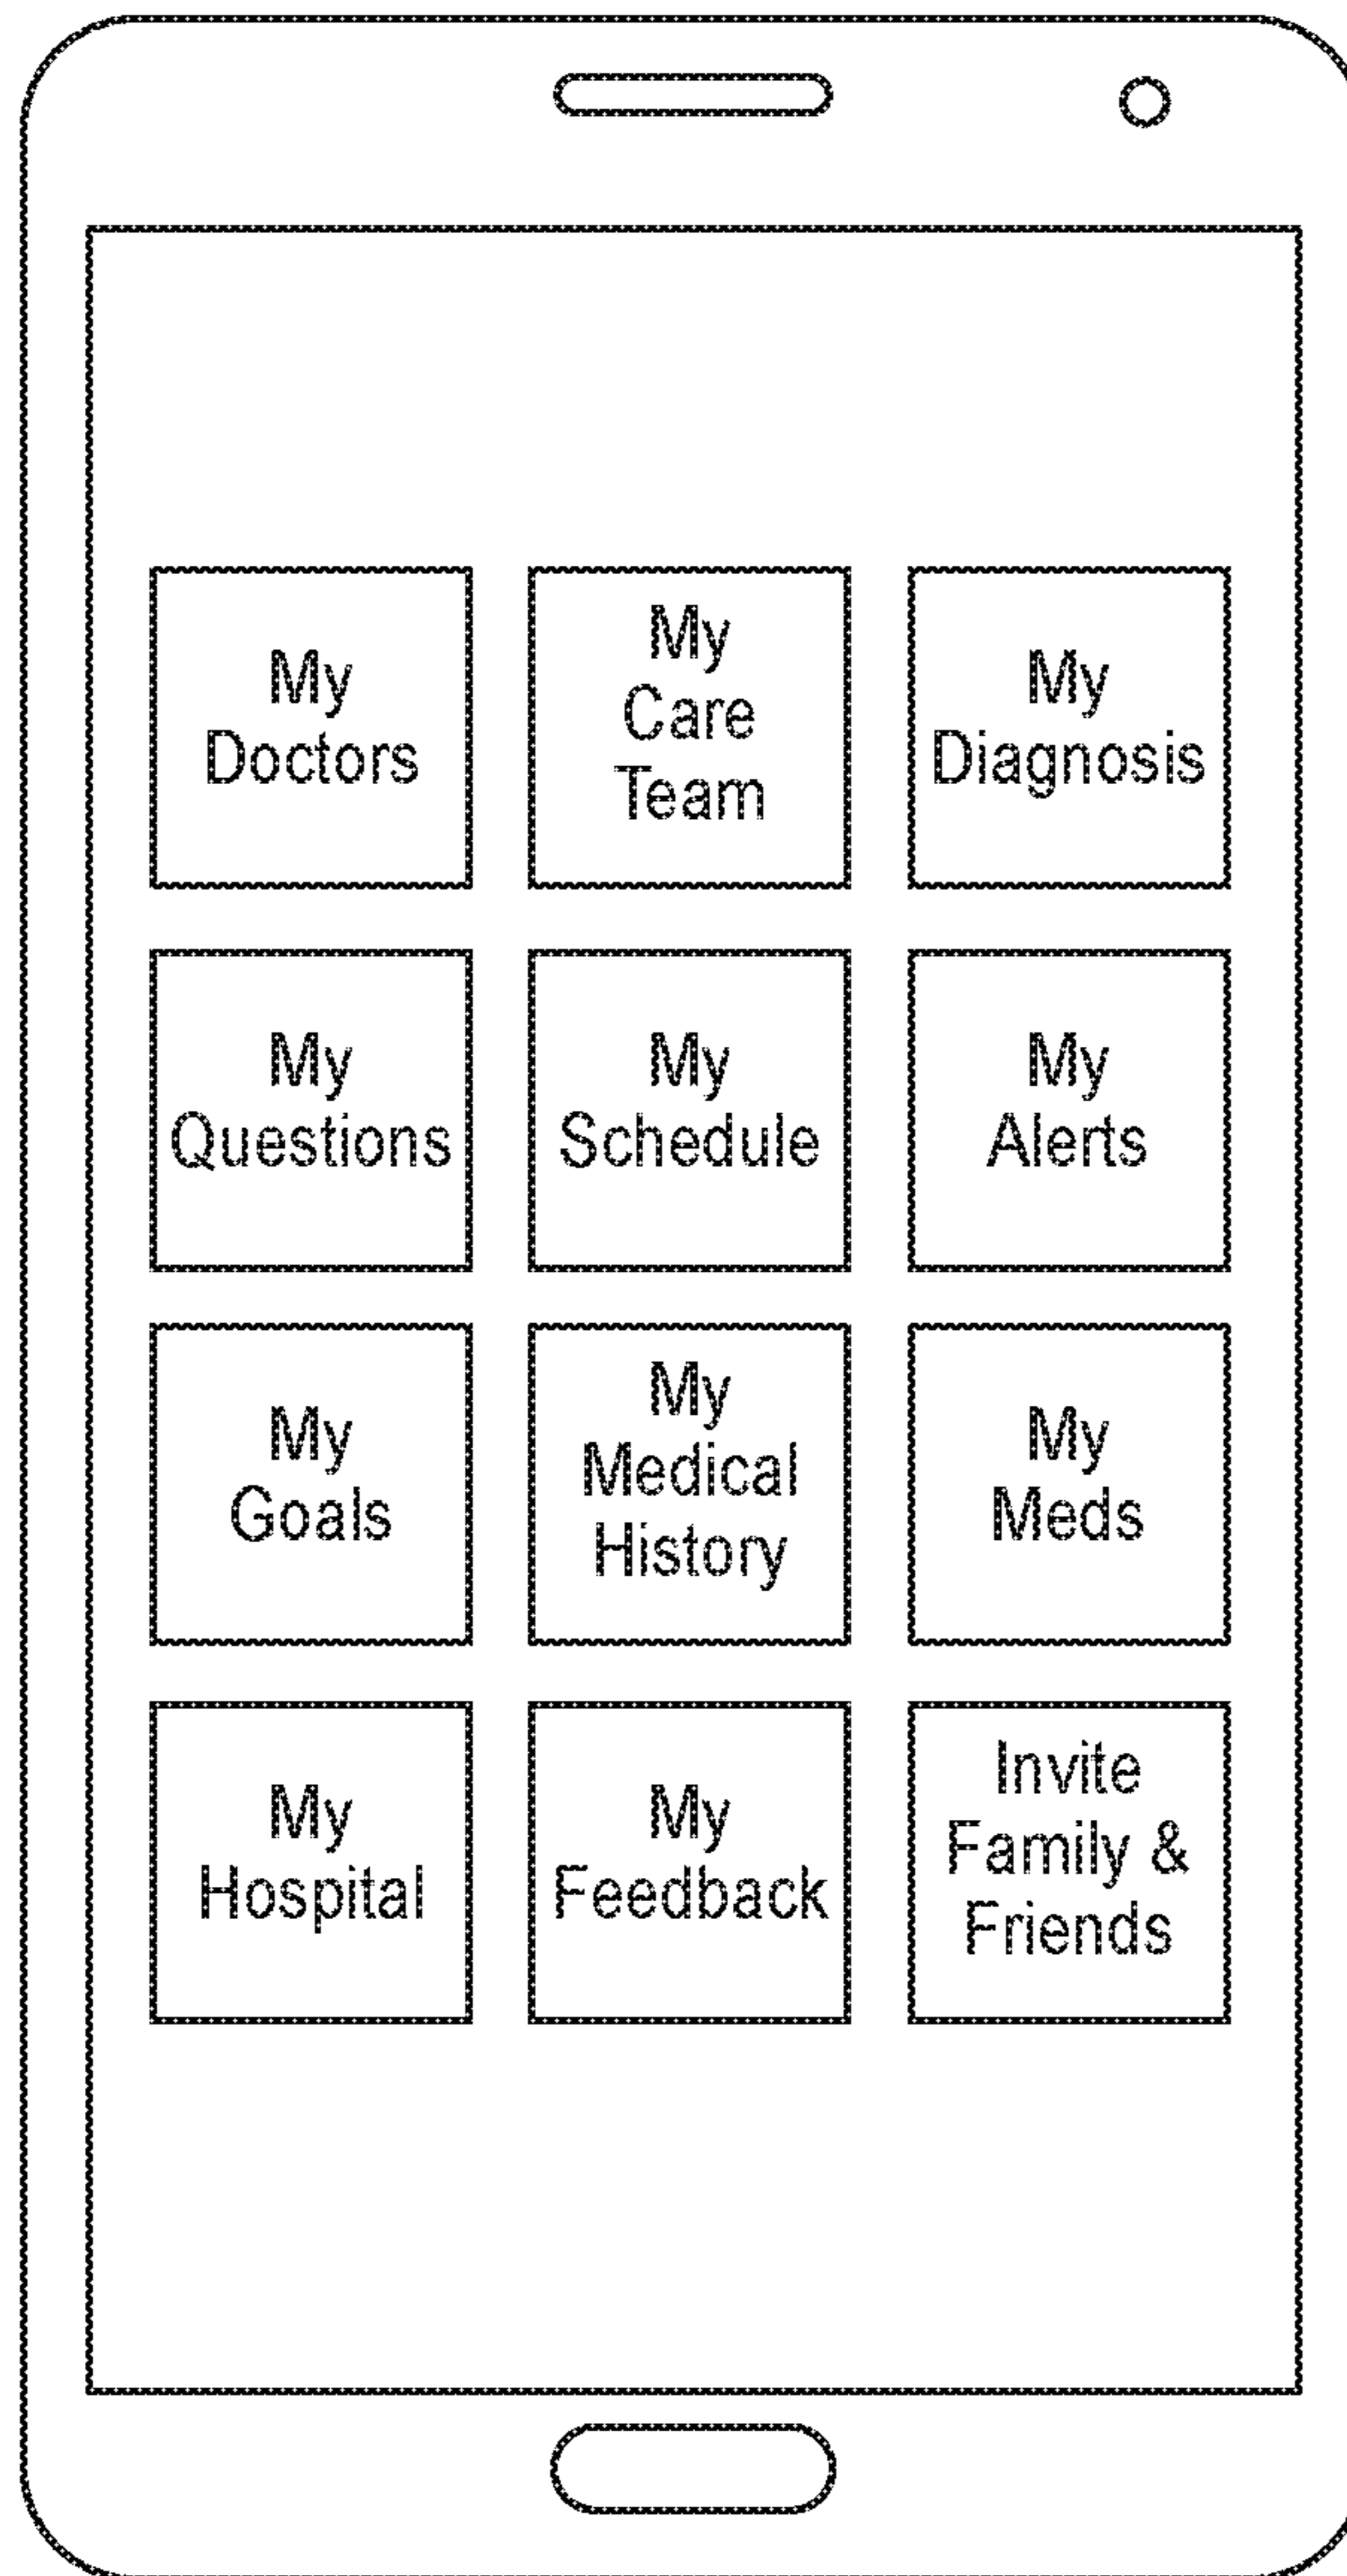 My
Doctors
My
Care
Team
My
Diagnosis
My
Questions
My
Schedule
My
Alerts
My
Goals
My
Medical
History
My
Meds
My
Hospital
My
Feedback
Invite
Family &
Friends